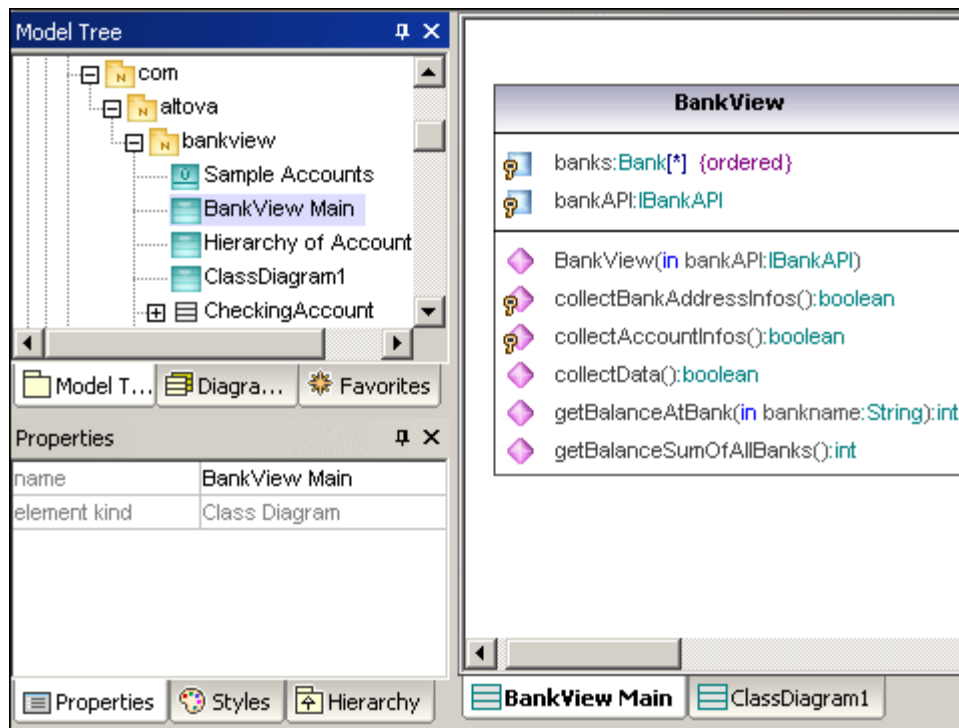 Model Tree
com
altova
bankview
Sample Accounts
BankView Main
Hierarchy of Account
ClassDiagram1
CheckingAccount
Model T...
Diagra...
Favorites
Properties
name BankView Main
element kind Class Diagram
Properties
Styles
Hierarchy
BankView
banks:Bank[*] {ordered}
bankAPI:IBankAPI
BankView(in bankAPI:IBankAPI)
collectBankAddressInfos():boolean
collectAccountInfos():boolean
collectData():boolean
getBalanceAtBank(in bankname:String):int
getBalanceSumOfAllBanks():int
BankView Main
ClassDiagram1